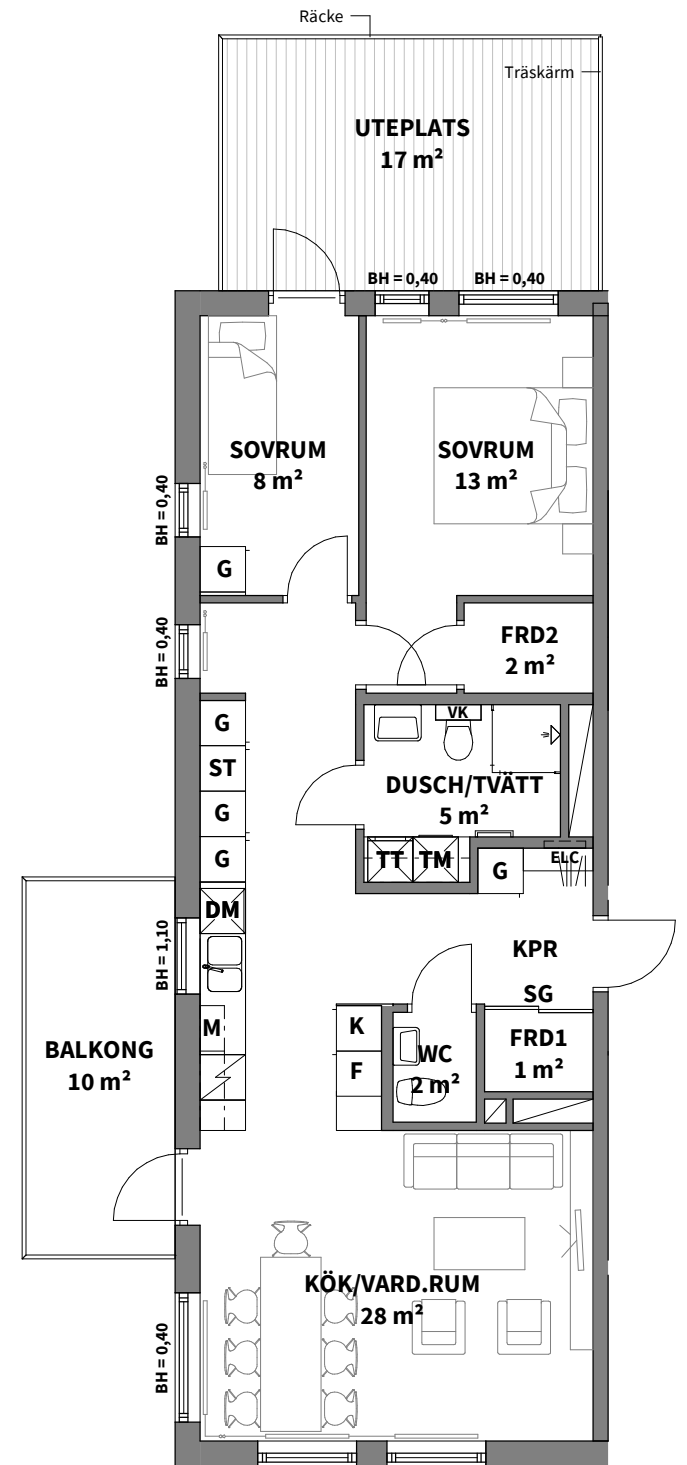 Räcke
Träskärm
UTEPLATS
17 m²
BH = 0,40
BH = 0,40
SOVRUM
8 m²
SOVRUM
13 m²
BH = 0,40
G
BH = 0,40
FRD2
2 m²
G
ST
G
G
VK
DUSCH/TVÄTT
5 m²
TT
TM
G
ELC
DM
BH = 1,10
KPR
SG
M
K
F
WC
2 m²
FRD1
1 m²
BALKONG
10 m²
KÖK/VARD.RUM
28 m²
BH = 0,40